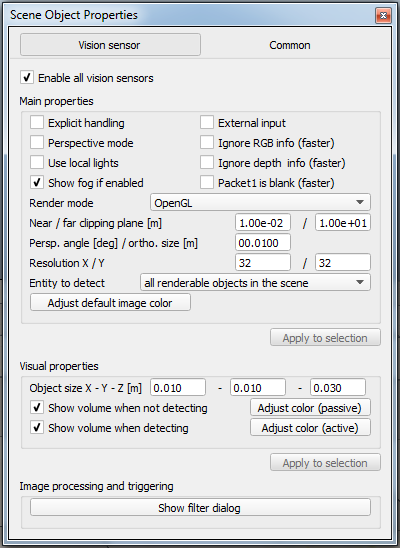 Scene Object Properties
Vision sensor Common
Enable all vision sensors
Main properties
Explicit handling External input
Perspective mode Ignore RGB info (faster)
Use local lights Ignore depth info (faster)
Show fog if enabled Packet1 is blank (faster)
Render mode OpenGL
Near / far clipping plane [m] 1.00e-02 / 1.00e+01
Persp. angle [deg] / ortho. size [m] 00.0100
Resolution X / Y 32 / 32
Entity to detect all renderable objects in the scene
Adjust default image color
Apply to selection
Visual properties
Object size X - Y - Z [m] 0.010 - 0.010 - 0.030
Show volume when not detecting Adjust color (passive)
Show volume when detecting Adjust color (active)
Apply to selection
Image processing and triggering
Show filter dialog